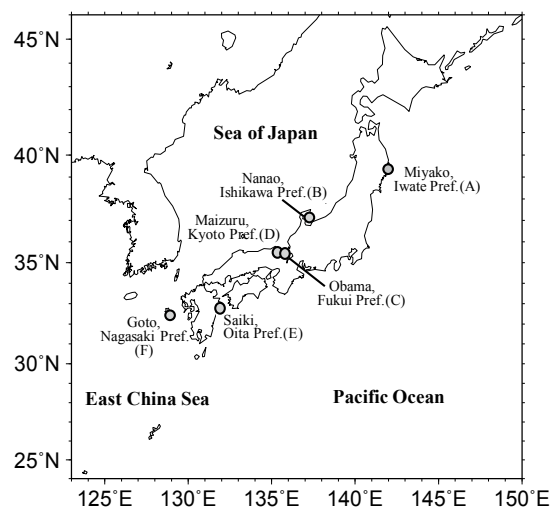 45°N
40°N
35°N
30°N
25°N
Sea of Japan
Nanao,
Ishikawa Pref.(B)
Miyako,
Iwate Pref.(A)
Maizuru,
Kyoto Pref.(D)
Obama,
Fukui Pref.(C)
Goto,
Nagasaki Pref.
(F)
Saiki,
Oita Pref.(E)
East China Sea
Pacific Ocean
125°E 130°E 135°E 140°E 145°E 150°E